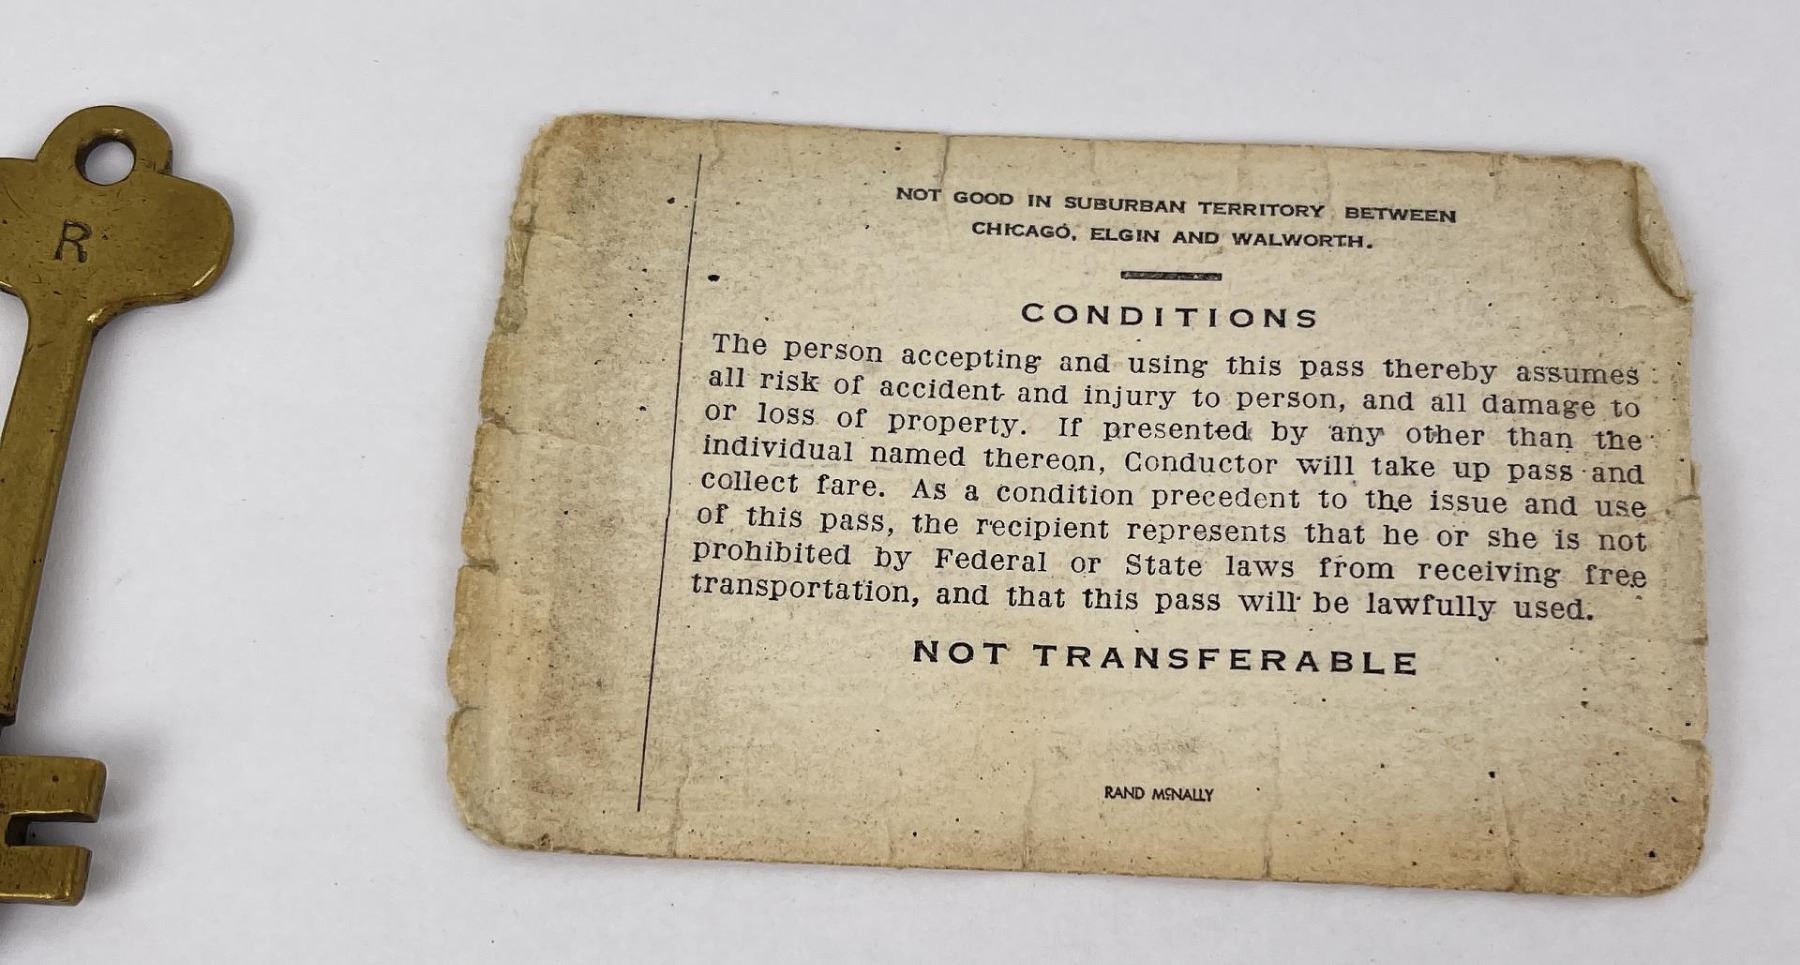 R
NOT GOOD IN SUBURBAN TERRITORY BETWEEN
CHICAGO, ELGIN AND WALWORTH.
CONDITIONS
The person accepting and using this pass thereby assumes
all risk of accident and injury to person, and all damage to
or loss of property. If presented by any other than the
individual named thereon, Conductor will take up pass and
collect fare. As a condition precedent to the issue and use
of this pass, the recipient represents that he or she is not
prohibited by Federal or State laws from receiving free
transportation, and that this pass will be lawfully used.
NOT TRANSFERABLE
RAND McNALLY